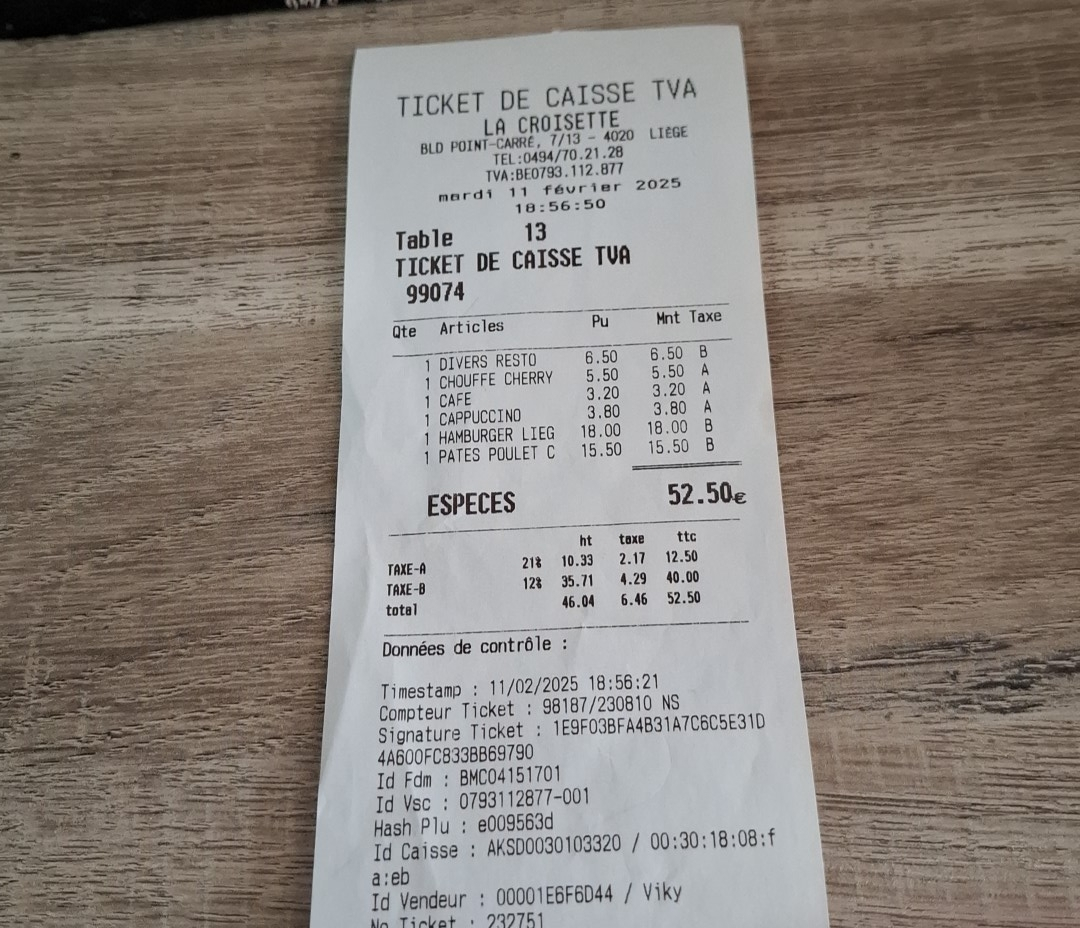 TICKET DE CAISSE TVA
LA CROISETTE
BLD POINT-CARRÉ, 7/13 - 4020 LIÈGE
TEL:0494/70.21.28
TVA:BE0793.112.877
mardi 11 février 2025
18:56:50
Table 13
TICKET DE CAISSE TVA
99074
Qte Articles Pu Mnt Taxe
1 DIVERS RESTO 6.50 6.50 B
1 CHOUFFE CHERRY 5.50 5.50 A
1 CAFE 3.20 3.20 A
1 CAPPUCCINO 3.80 3.80 A
1 HAMBURGER LIEG 18.00 18.00 B
1 PATES POULET C 15.50 15.50 B
ESPECES 52.50€
ht taxe ttc
TAXE-A 21% 10.33 2.17 12.50
TAXE-B 12% 35.71 4.29 40.00
total 46.04 6.46 52.50
Données de contrôle :
Timestamp : 11/02/2025 18:56:21
Compteur Ticket : 98187/230810 NS
Signature Ticket : 1E9F03BFA4B31A7C6C5E31D
4A600FC833BB69790
Id Fdm : BMC04151701
Id Vsc : 0793112877-001
Hash Plu : e009563d
Id Caisse : AKSD0030103320 / 00:30:18:08:f
a:eb
Id Vendeur : 00001E6F6D44 / Viky
No Ticket : 232751